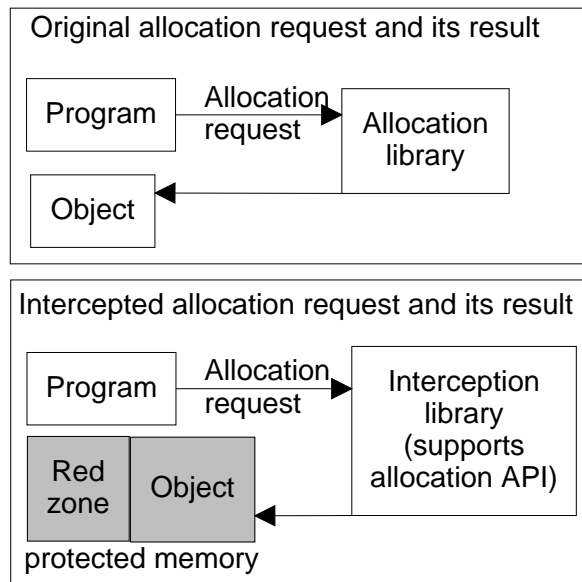 Original allocation request and its result
Program
Allocation
request
Allocation
library
Object
Intercepted allocation request and its result
Program
Allocation
request
Interception
library
(supports
allocation API)
Red
zone
Object
protected memory